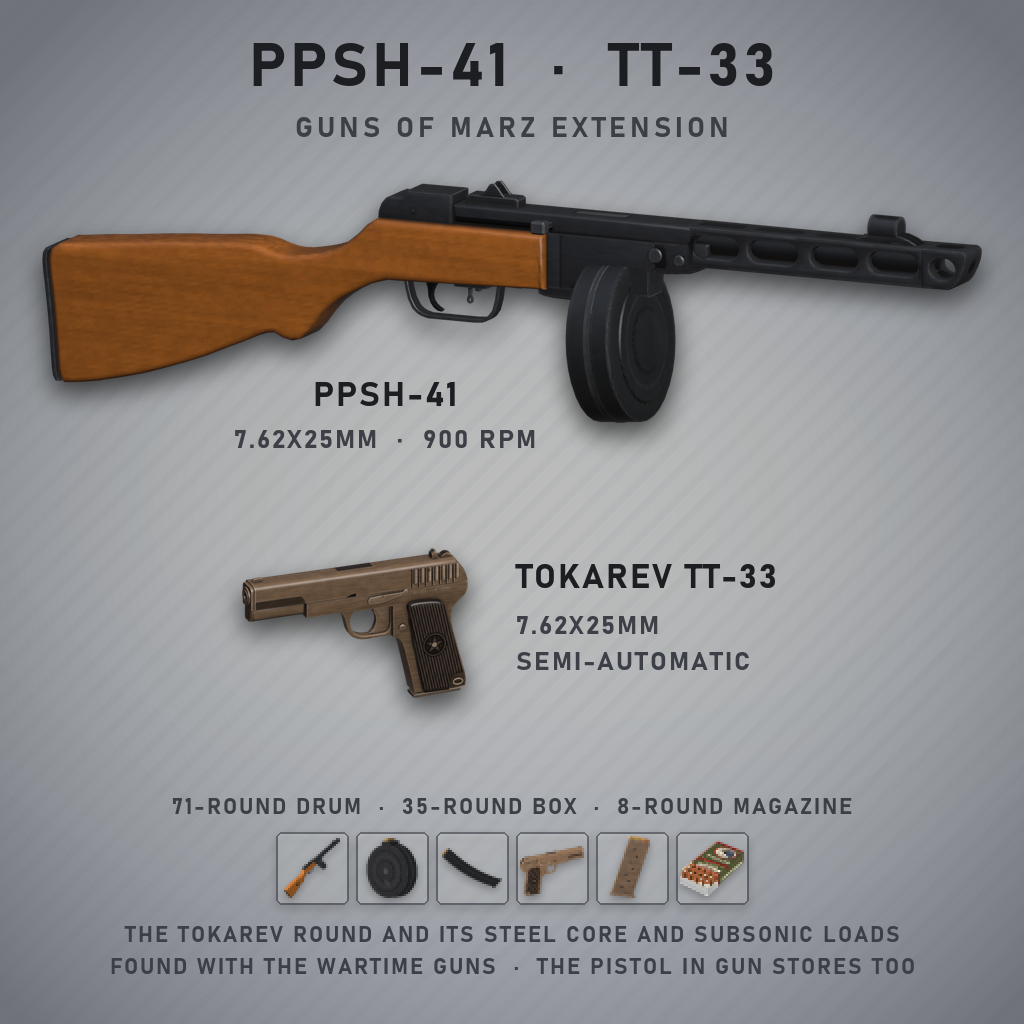 PPSH-41 · TT-33
GUNS OF MARZ EXTENSION
PPSH-41
7.62X25MM · 900 RPM
TOKAREV TT-33
7.62X25MM
SEMI-AUTOMATIC
71-ROUND DRUM · 35-ROUND BOX · 8-ROUND MAGAZINE
THE TOKAREV ROUND AND ITS STEEL CORE AND SUBSONIC LOADS
FOUND WITH THE WARTIME GUNS · THE PISTOL IN GUN STORES TOO